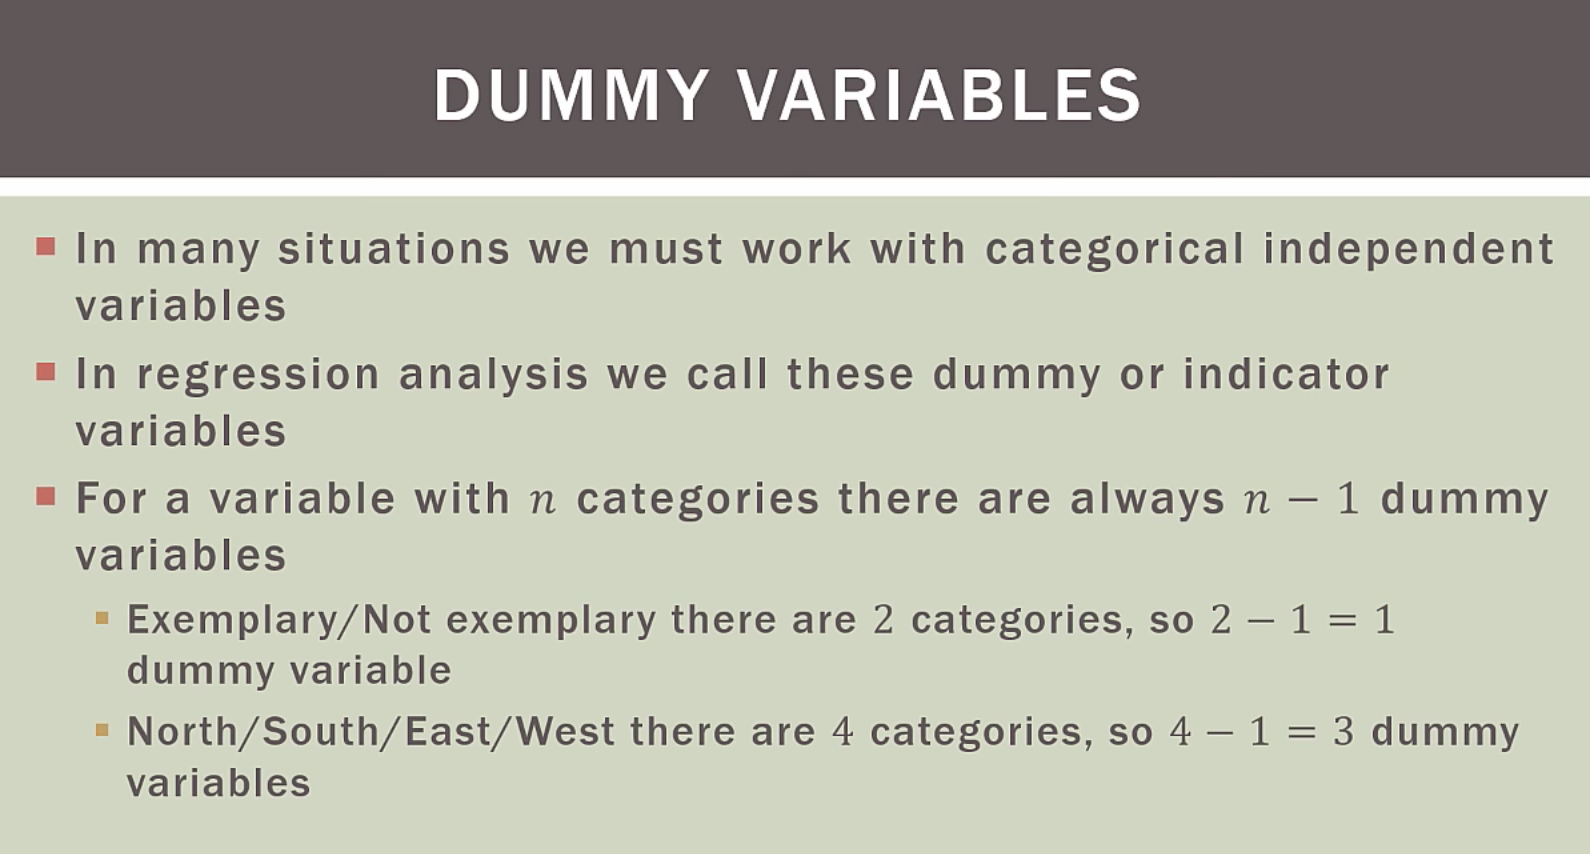 DUMMY VARIABLES
In many situations we must work with categorical independent
variables
In regression analysis we call these dummy or indicator
variables
For a variable with n categories there are always n − 1 dummy
variables
Exemplary/Not exemplary there are 2 categories, so 2 − 1 = 1
dummy variable
North/South/East/West there are 4 categories, so 4 − 1 = 3 dummy
variables